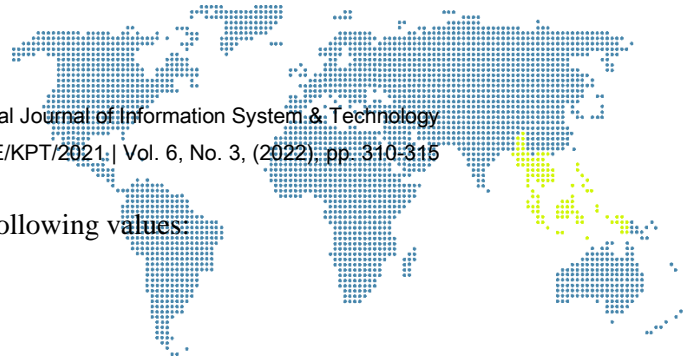 al Journal of Information System & Technology
E/KPT/2021 | Vol. 6, No. 3, (2022), pp. 310-315
ollowing values: